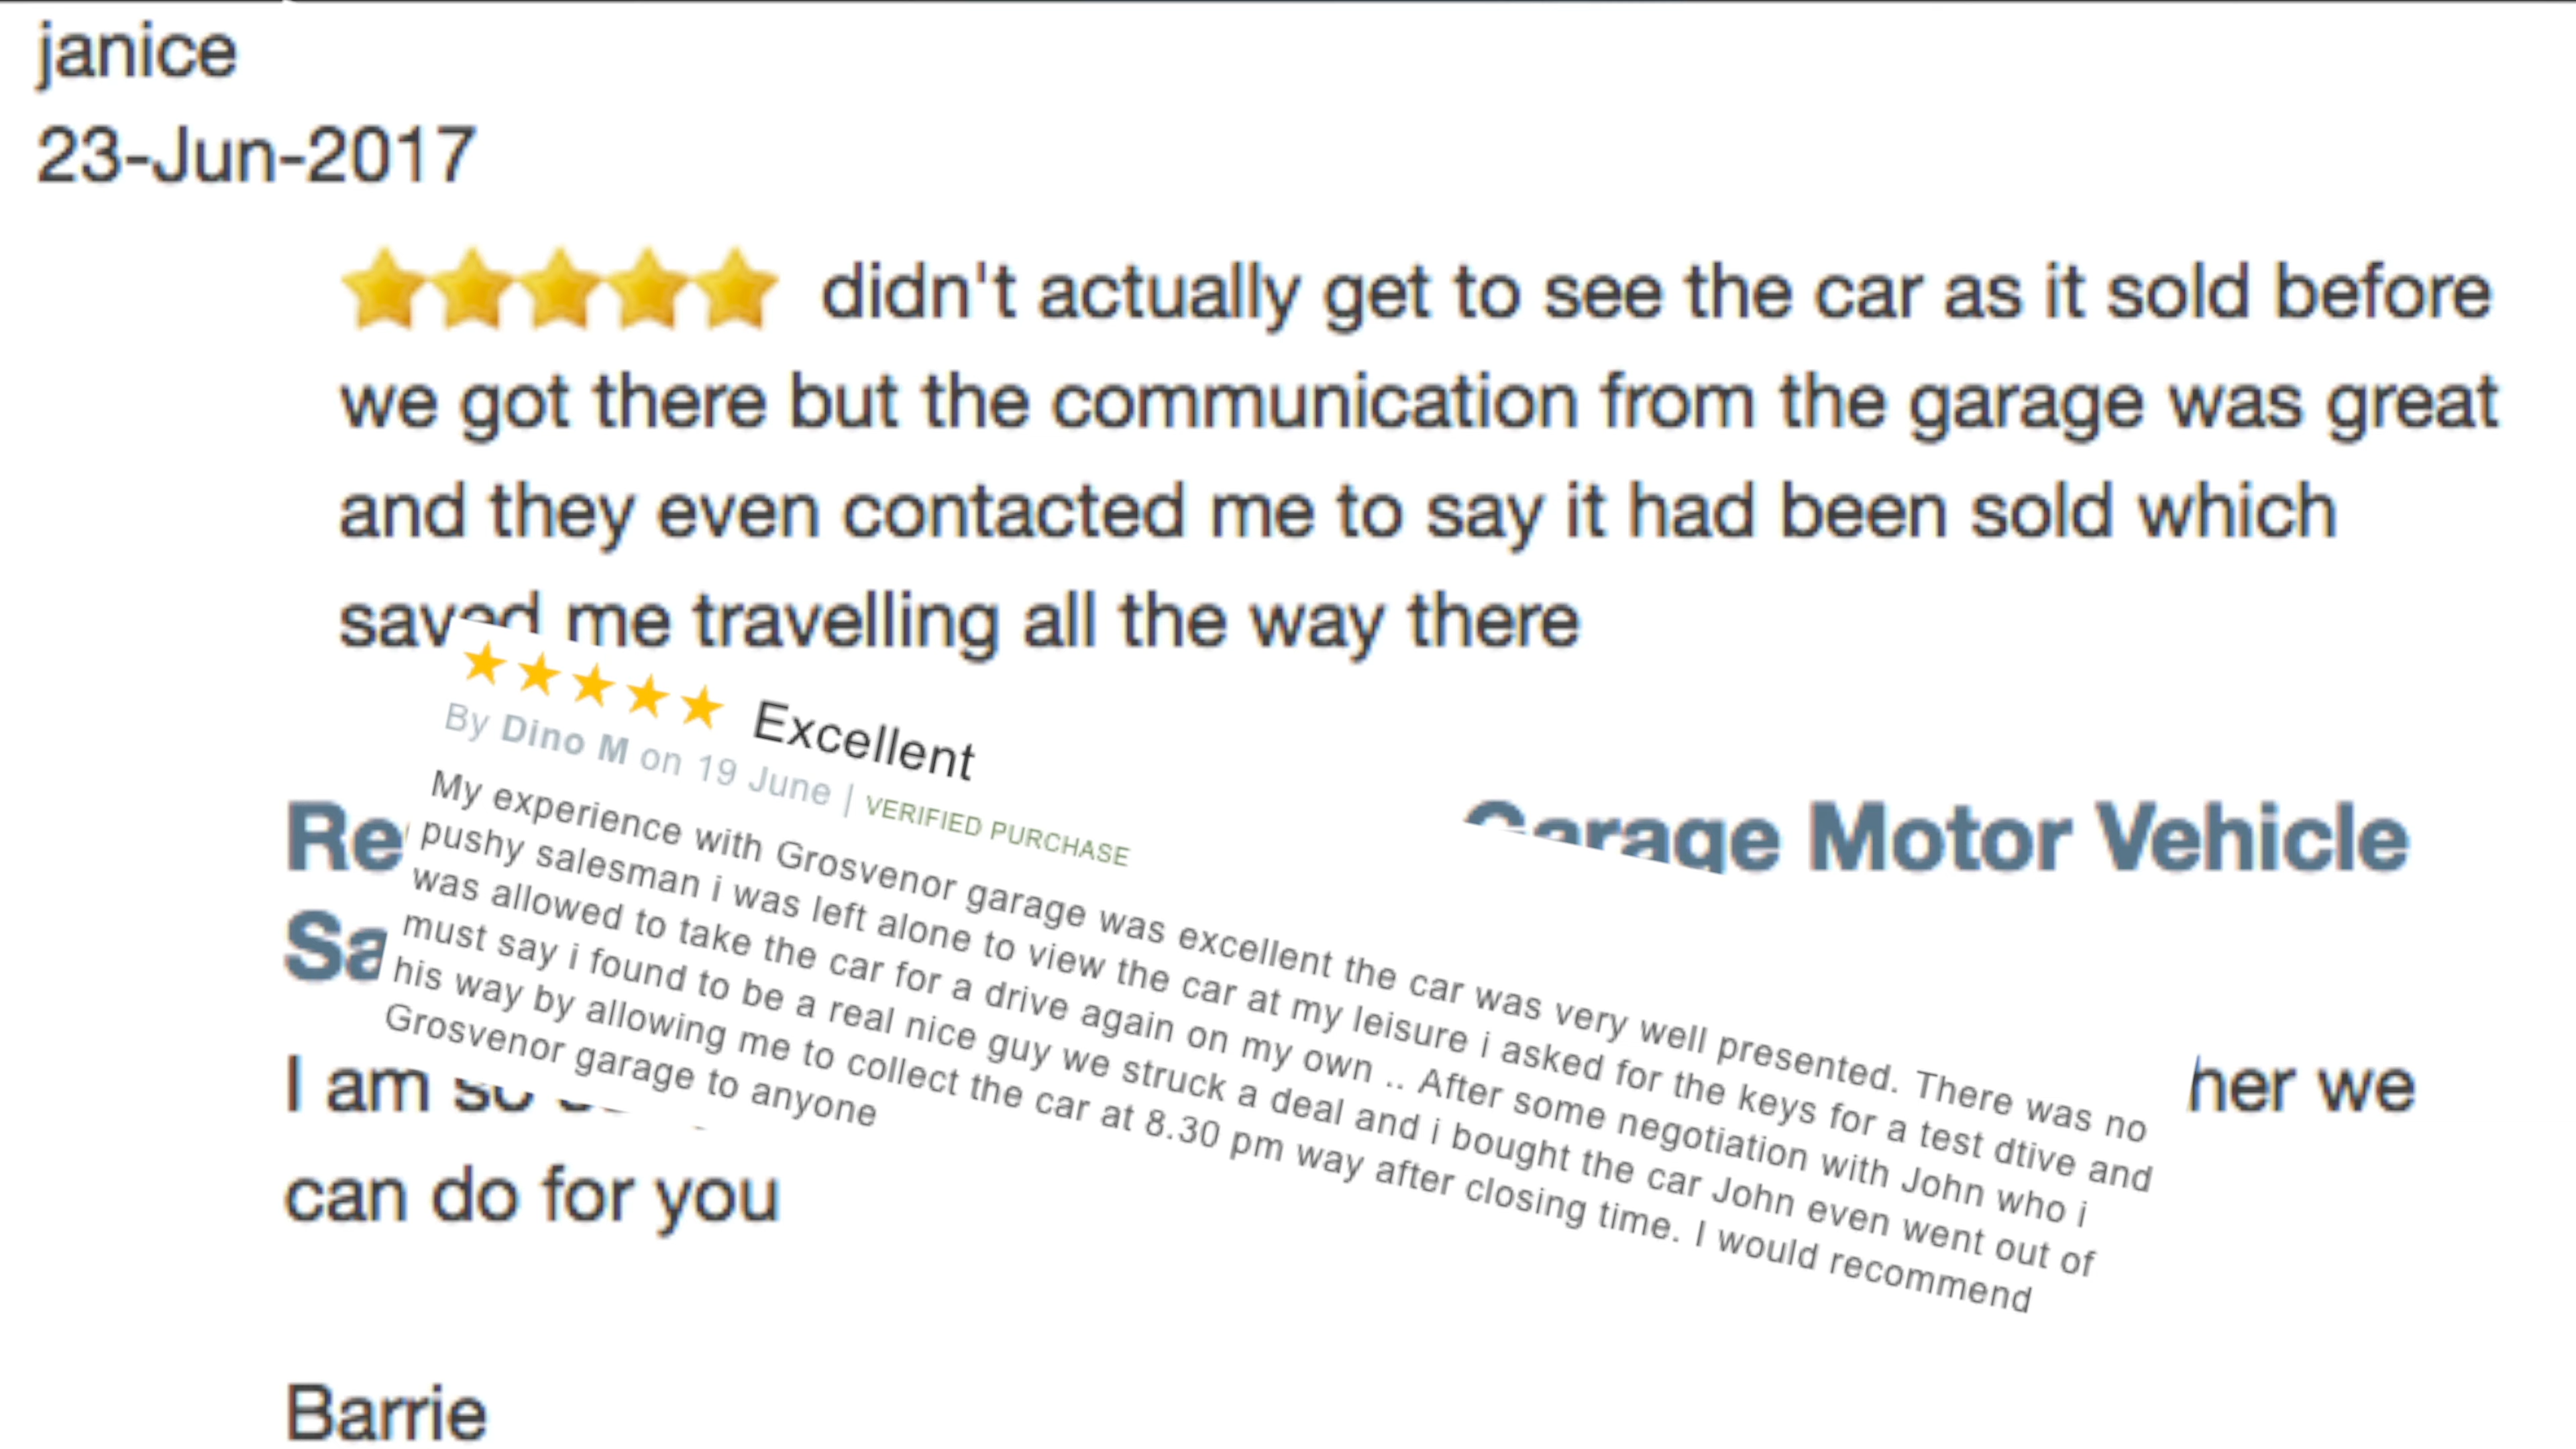 janice
23-Jun-2017
didn't actually get to see the car as it sold before
we got there but the communication from the garage was great
and they even contacted me to say it had been sold which
saved me travelling all the way there
Excellent
By Dino M on 19 June | VERIFIED PURCHASE
My experience with Grosvenor garage was excellent the car was very well presented. There was no
pushy salesman i was left alone to view the car at my leisure i asked for the keys for a test dtive and
was allowed to take the car for a drive again on my own .. After some negotiation with John who i
must say i found to be a real nice guy we struck a deal and i bought the car John even went out of
his way by allowing me to collect the car at 8.30 pm way after closing time. I would recommend
Grosvenor garage to anyone
Garage Motor Vehicle
I am so her we
can do for you
Barrie